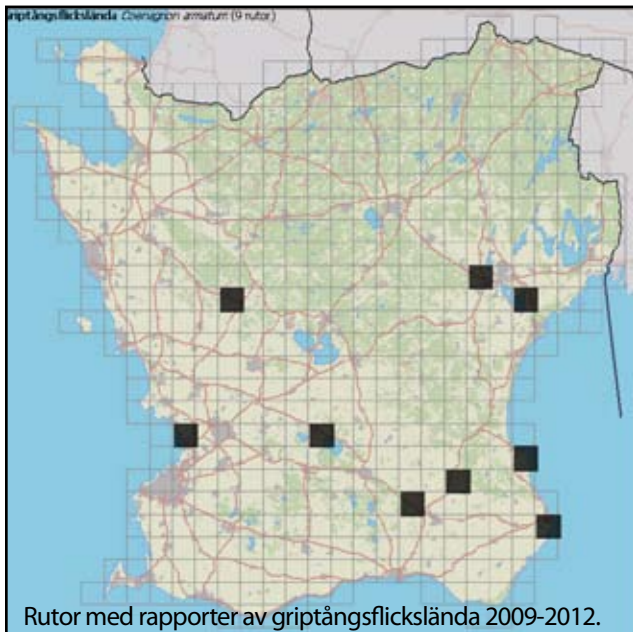 griptångsflickslända Coenagrion armatum (9 rutor)
Rutor med rapporter av griptångsflickslända 2009-2012.